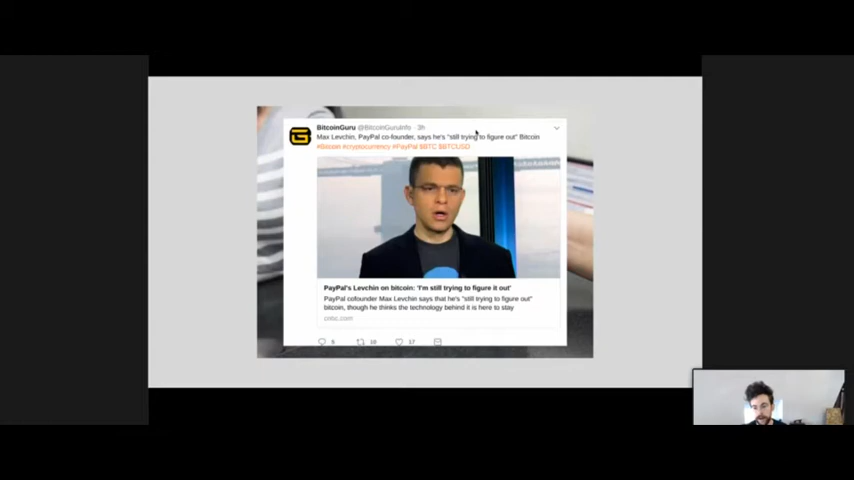 BitcoinGuru @BitcoinGuruInfo · 3h
Max Levchin, PayPal co-founder, says he's "still trying to figure out" Bitcoin
#Bitcoin #cryptocurrency #PayPal $BTC $BTCUSD
PayPal's Levchin on bitcoin: 'I'm still trying to figure it out'
PayPal cofounder Max Levchin says that he's "still trying to figure out"
bitcoin, though he thinks the technology behind it is here to stay
cnbc.com
5 10 17